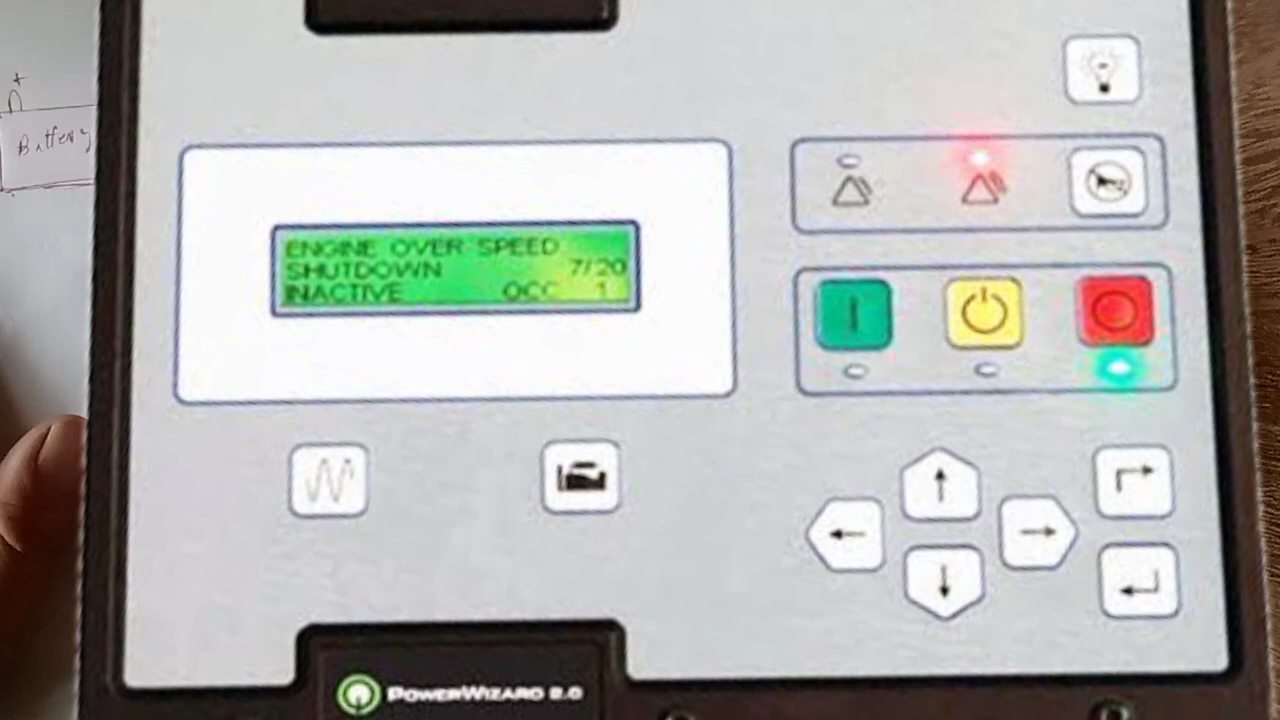 +
Battery
ENGINE OVER SPEED
SHUTDOWN 7/20
INACTIVE OCC 1
POWERWIZARD 2.0